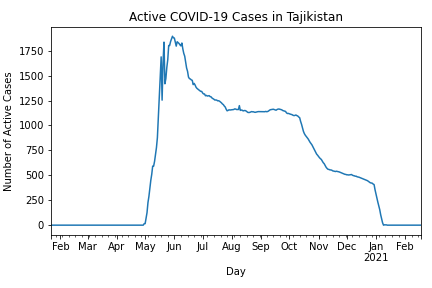 Active COVID-19 Cases in Tajikistan
Number of Active Cases
1750
1500
1250
1000
750
500
250
0
Feb Mar Apr May Jun Jul Aug Sep Oct Nov Dec Jan Feb
2021
Day